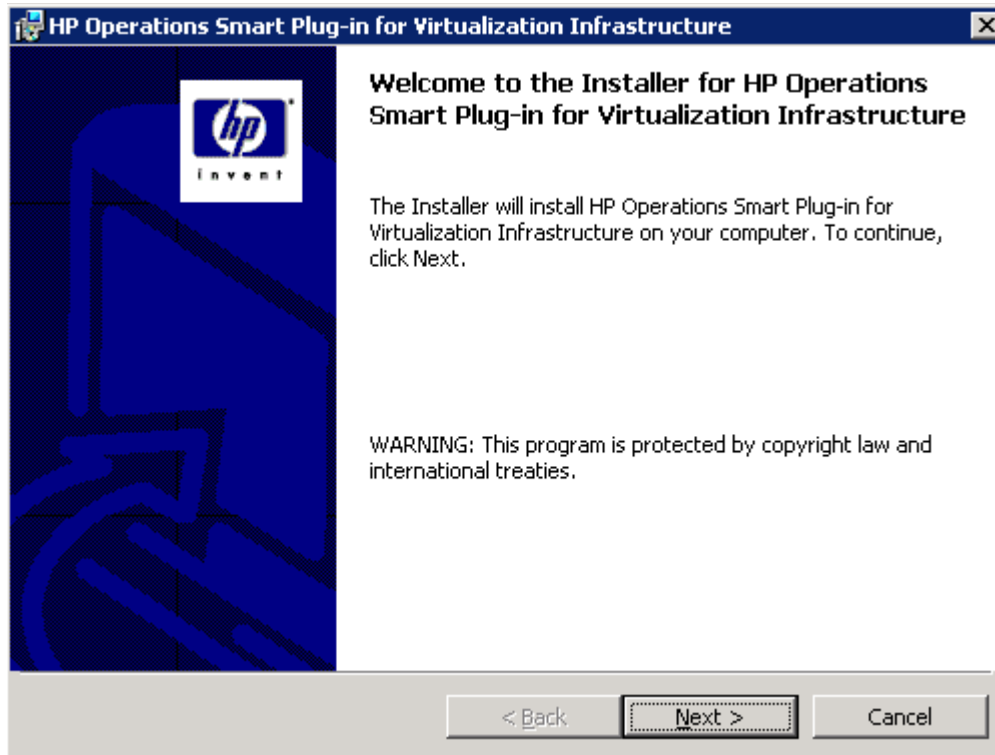 HP Operations Smart Plug-in for Virtualization Infrastructure
hp
invent
Welcome to the Installer for HP Operations
Smart Plug-in for Virtualization Infrastructure
The Installer will install HP Operations Smart Plug-in for
Virtualization Infrastructure on your computer. To continue,
click Next.
WARNING: This program is protected by copyright law and
international treaties.
< Back
Next >
Cancel